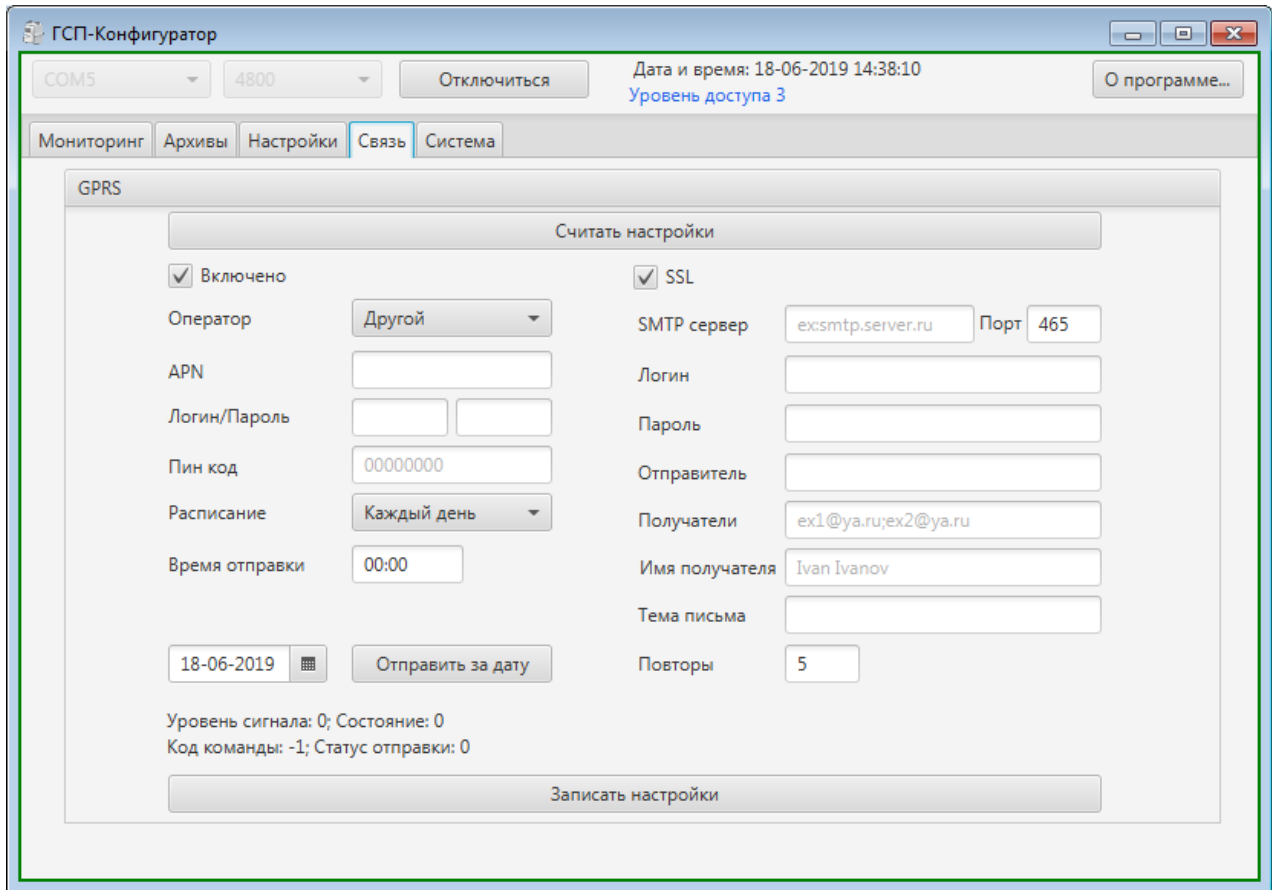 ГСП-Конфигуратор
COM5 4800 Отключиться Дата и время: 18-06-2019 14:38:10 О программе...
Уровень доступа 3
Мониторинг Архивы Настройки Связь Система
GPRS
Считать настройки
Включено SSL
Оператор Другой SMTP сервер ex:smtp.server.ru Порт 465
APN Логин
Логин/Пароль Пароль
Пин код 00000000 Отправитель
Расписание Каждый день Получатели ex1@ya.ru;ex2@ya.ru
Время отправки 00:00 Имя получателя Ivan Ivanov
Тема письма
18-06-2019 Отправить за дату Повторы 5
Уровень сигнала: 0; Состояние: 0
Код команды: -1; Статус отправки: 0
Записать настройки